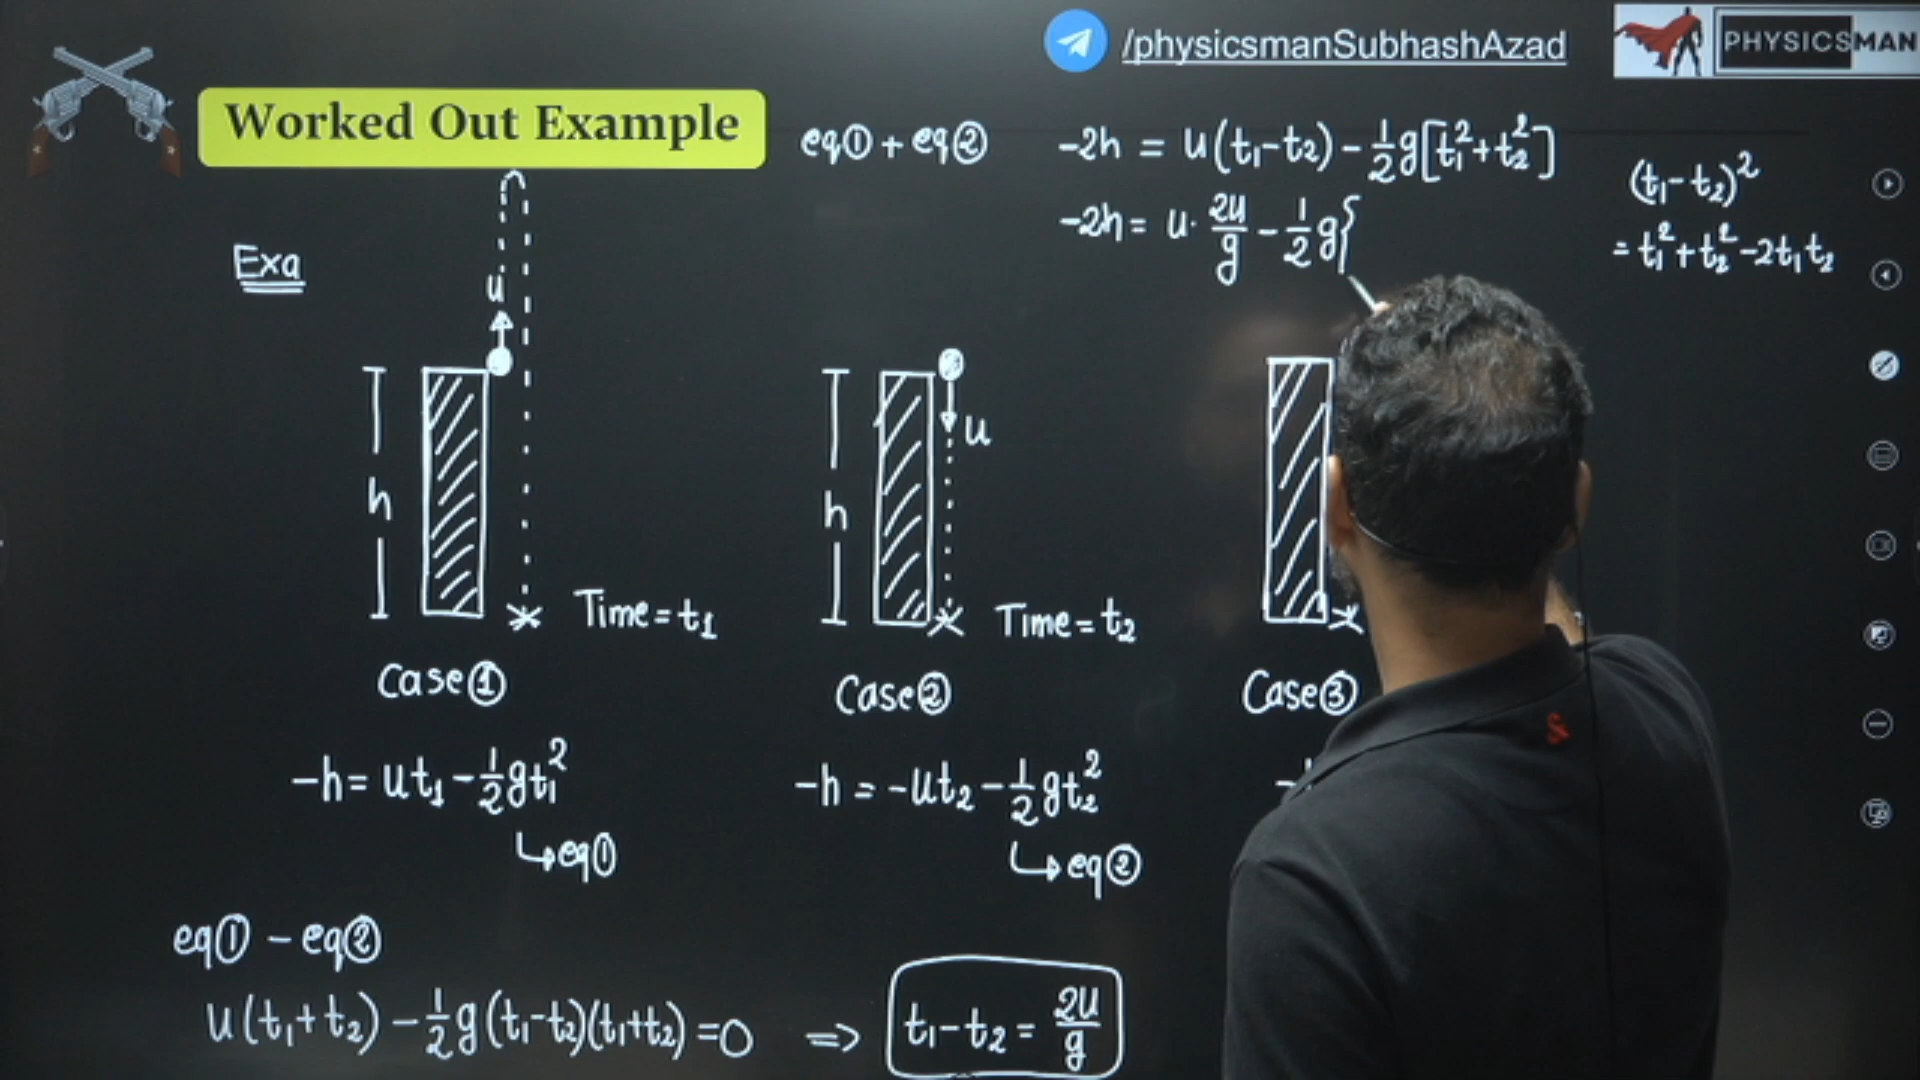 /physicsmanSubhashAzad
PHYSICSMAN
Worked Out Example
eq① + eq② -2h = u(t₁-t₂) - ½g[t₁²+t₂²]
-2h = u· 2u/g - ½g{
(t₁-t₂)²
= t₁²+t₂²-2t₁t₂
Exa
u
u
h
h
Time = t₁
Time = t₂
Case①
Case②
Case③
-h = ut₁ - ½gt₁²
↳eq①
-h = -ut₂ - ½gt₂²
↳eq②
eq① - eq②
u(t₁+t₂) - ½g(t₁-t₂)(t₁+t₂) = 0 ⇒ t₁-t₂ = 2u/g